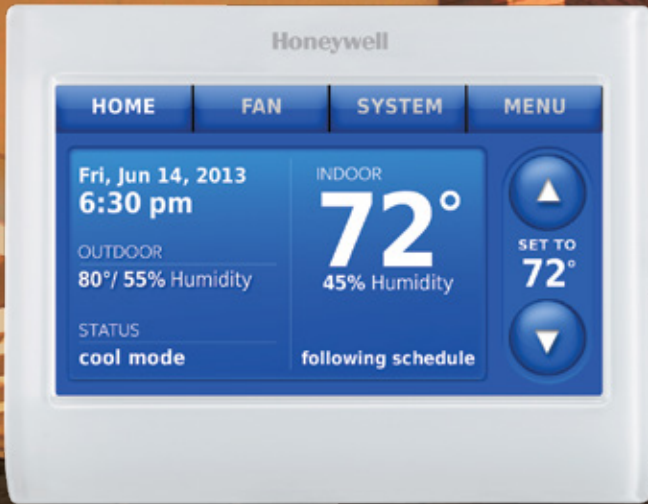 Honeywell
HOME FAN SYSTEM MENU
Fri, Jun 14, 2013
6:30 pm
OUTDOOR
80°/ 55% Humidity
STATUS
cool mode
INDOOR
72°
45% Humidity
following schedule
SET TO
72°